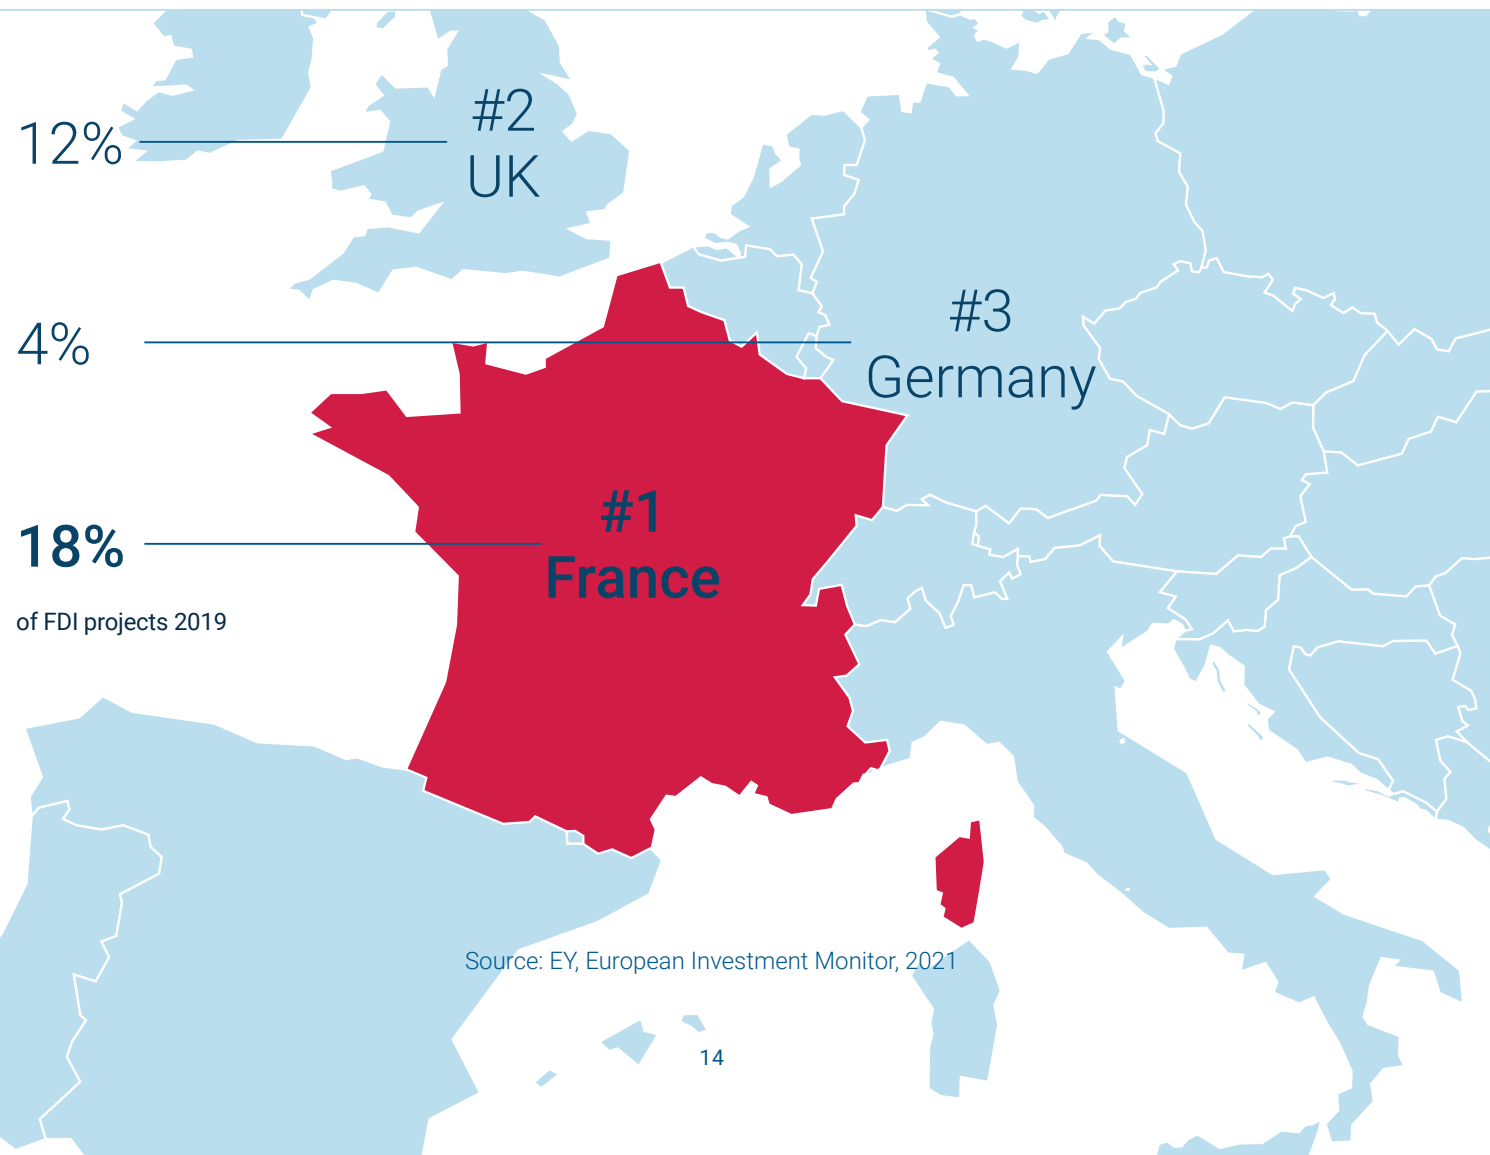 12%
#2
UK
4%
#3
Germany
18%
#1
France
of FDI projects 2019
Source: EY, European Investment Monitor, 2021
14